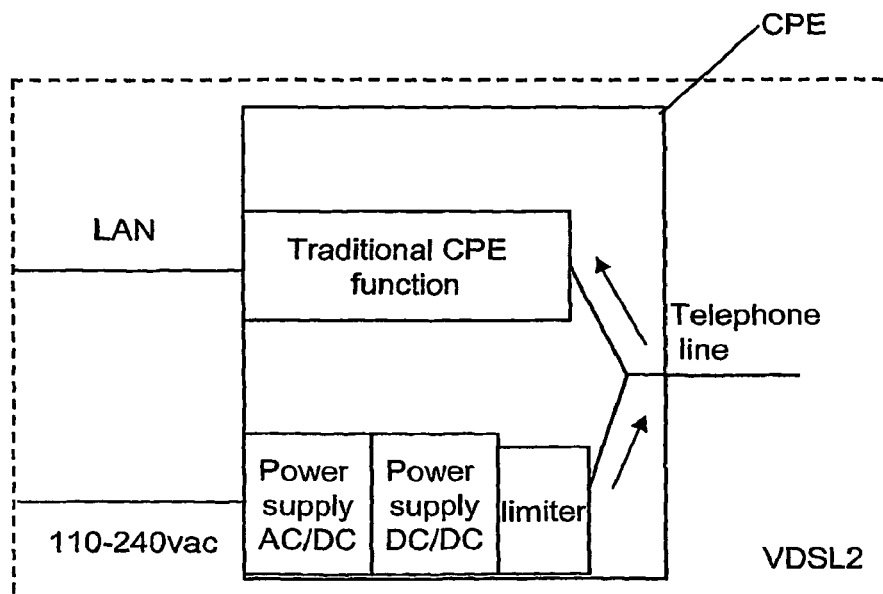 CPE
LAN
Traditional CPE
function
Telephone
line
Power
supply
AC/DC
Power
supply
DC/DC
limiter
110-240vac
VDSL2